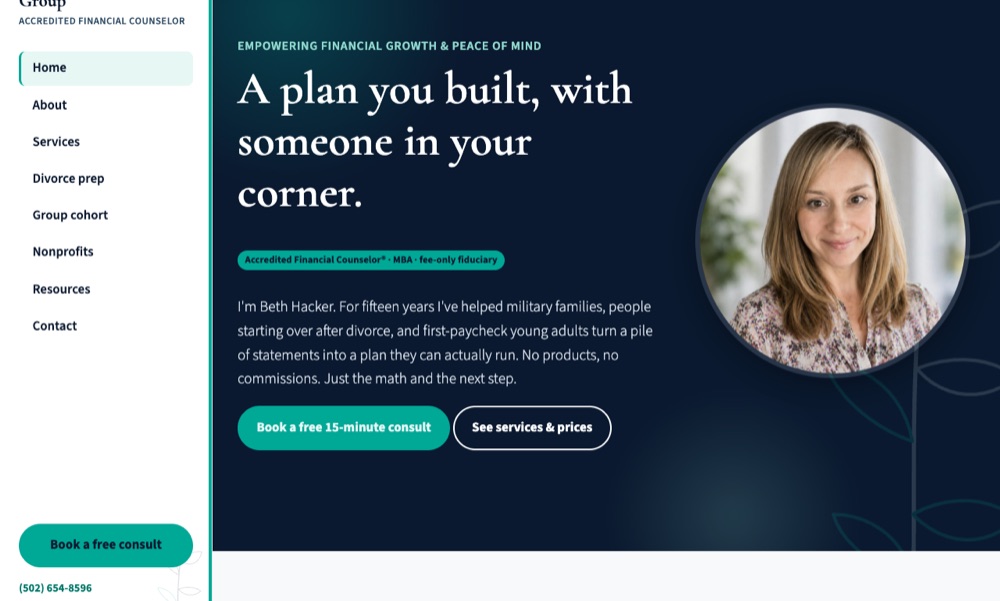 Group
ACCREDITED FINANCIAL COUNSELOR
Home
About
Services
Divorce prep
Group cohort
Nonprofits
Resources
Contact
Book a free consult
(502) 654-8596
EMPOWERING FINANCIAL GROWTH & PEACE OF MIND
A plan you built, with
someone in your
corner.
Accredited Financial Counselor® · MBA · fee-only fiduciary
I'm Beth Hacker. For fifteen years I've helped military families, people
starting over after divorce, and first-paycheck young adults turn a pile
of statements into a plan they can actually run. No products, no
commissions. Just the math and the next step.
Book a free 15-minute consult
See services & prices